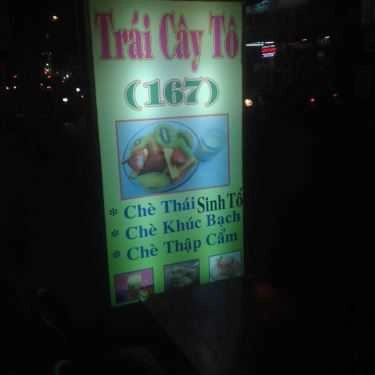 Trái Cây Tô
(167)
* Chè Thái Sinh Tố
* Chè Khúc Bạch
* Chè Thập Cẩm